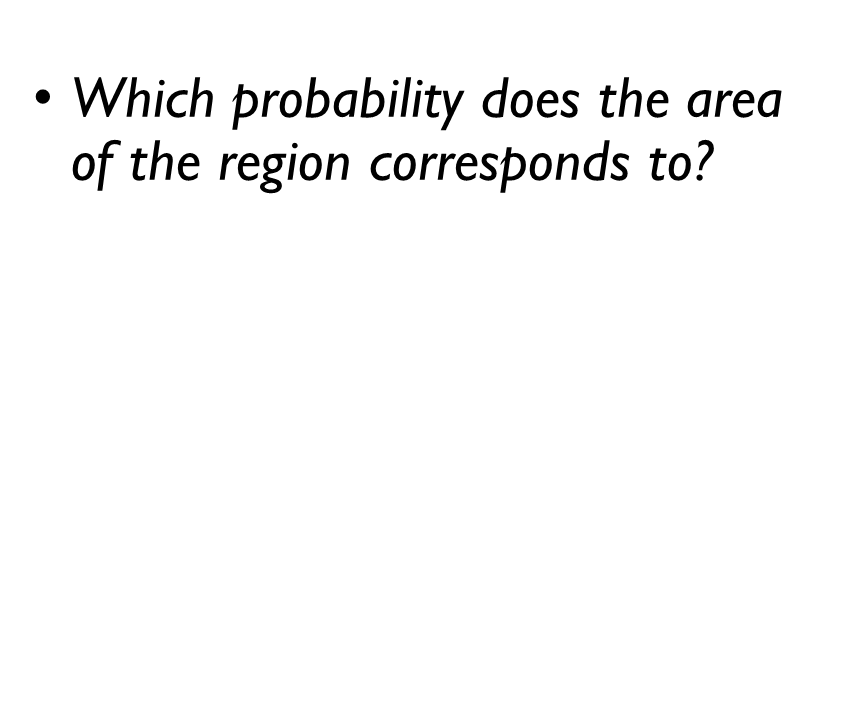 • Which probability does the area
of the region corresponds to?